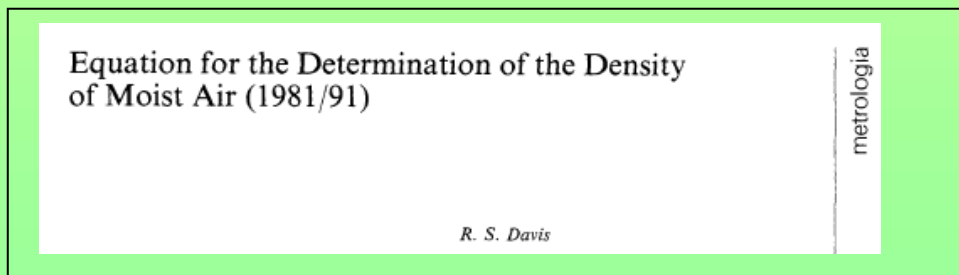 Equation for the Determination of the Density
of Moist Air (1981/91)
metrologia
R. S. Davis